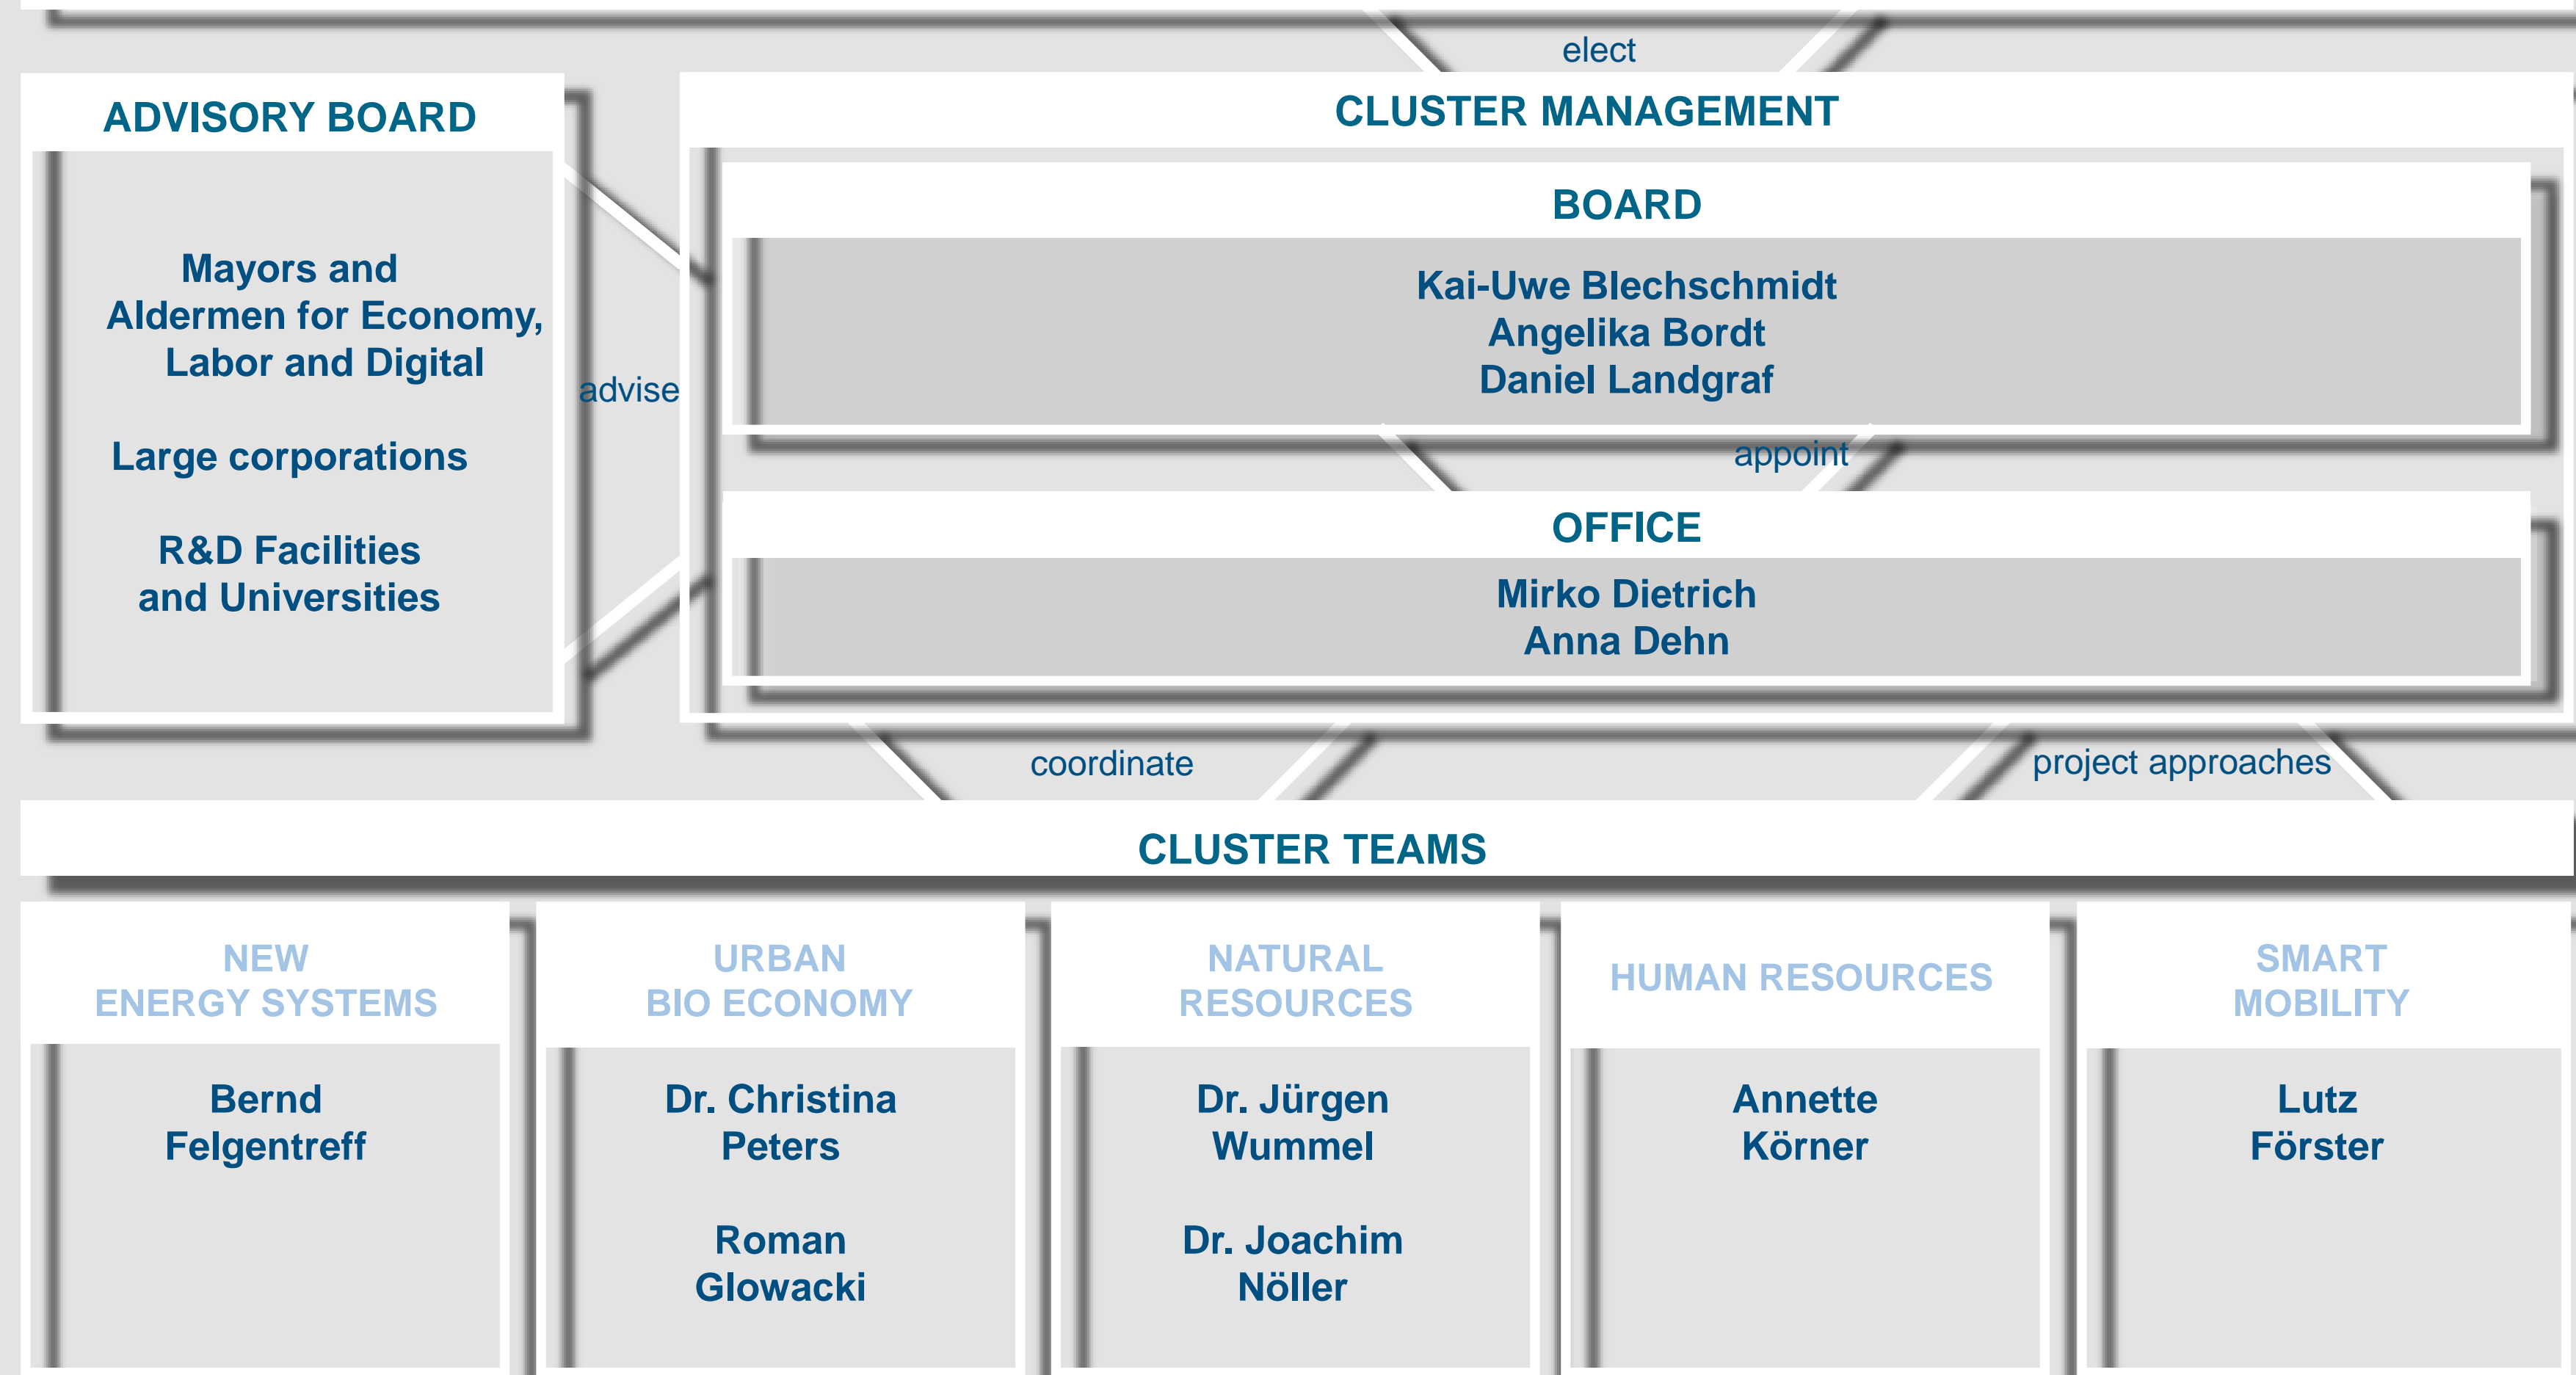 elect
ADVISORY BOARD
Mayors and
Aldermen for Economy,
Labor and Digital
Large corporations
R&D Facilities
and Universities
advise
CLUSTER MANAGEMENT
BOARD
Kai-Uwe Blechschmidt
Angelika Bordt
Daniel Landgraf
appoint
OFFICE
Mirko Dietrich
Anna Dehn
coordinate
project approaches
CLUSTER TEAMS
NEW
ENERGY SYSTEMS
Bernd
Felgentreff
URBAN
BIO ECONOMY
Dr. Christina
Peters
Roman
Glowacki
NATURAL
RESOURCES
Dr. Jürgen
Wummel
Dr. Joachim
Nöller
HUMAN RESOURCES
Annette
Körner
SMART
MOBILITY
Lutz
Förster